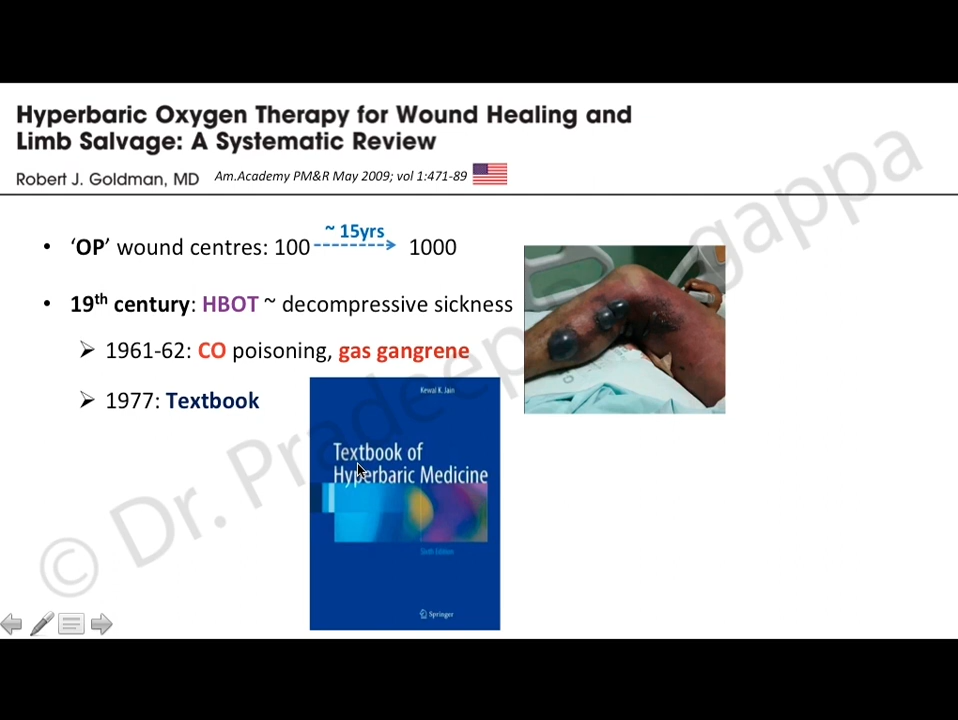 Hyperbaric Oxygen Therapy for Wound Healing and
Limb Salvage: A Systematic Review
Robert J. Goldman, MD Am.Academy PM&R May 2009; vol 1:471-89
• ‘OP’ wound centres: 100 ~ 15yrs 1000
• 19th century: HBOT ~ decompressive sickness
➢ 1961-62: CO poisoning, gas gangrene
➢ 1977: Textbook
Kewal K. Jain
Textbook of
Hyperbaric Medicine
Sixth Edition
Springer
© Dr. Pradeep gappa